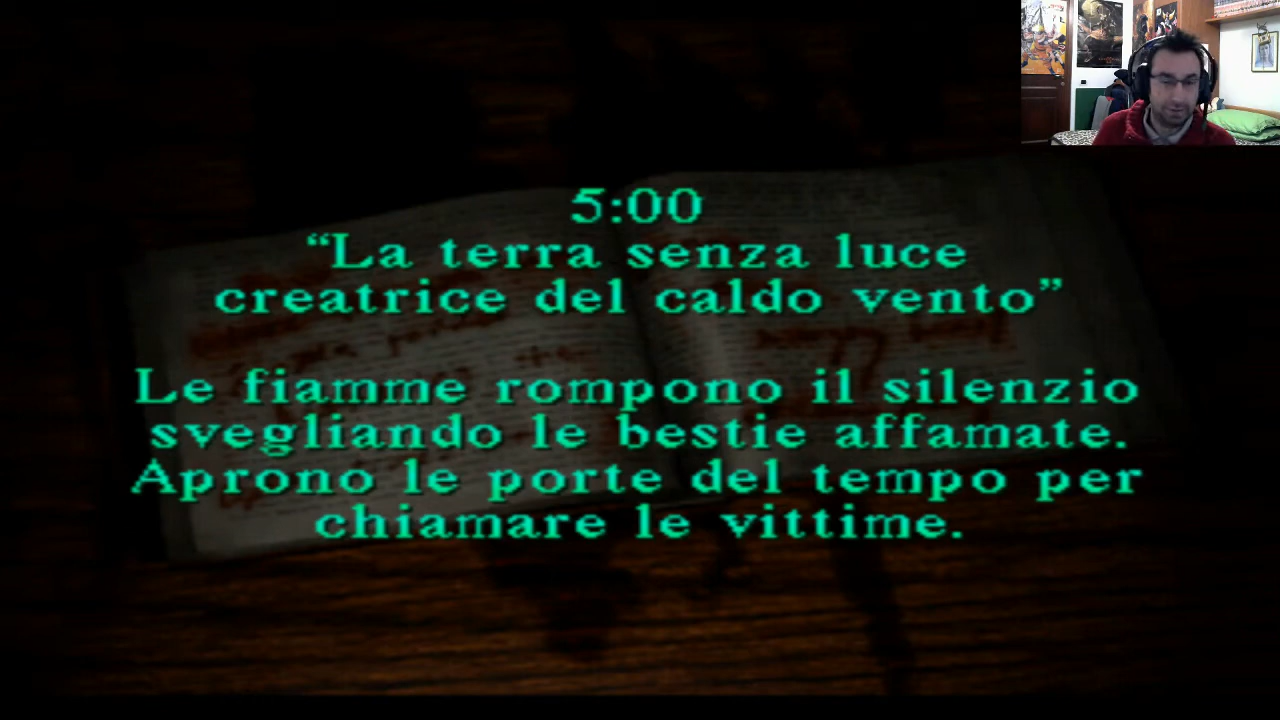 5:00
“La terra senza luce
creatrice del caldo vento”
Le fiamme rompono il silenzio
svegliando le bestie affamate.
Aprono le porte del tempo per
chiamare le vittime.